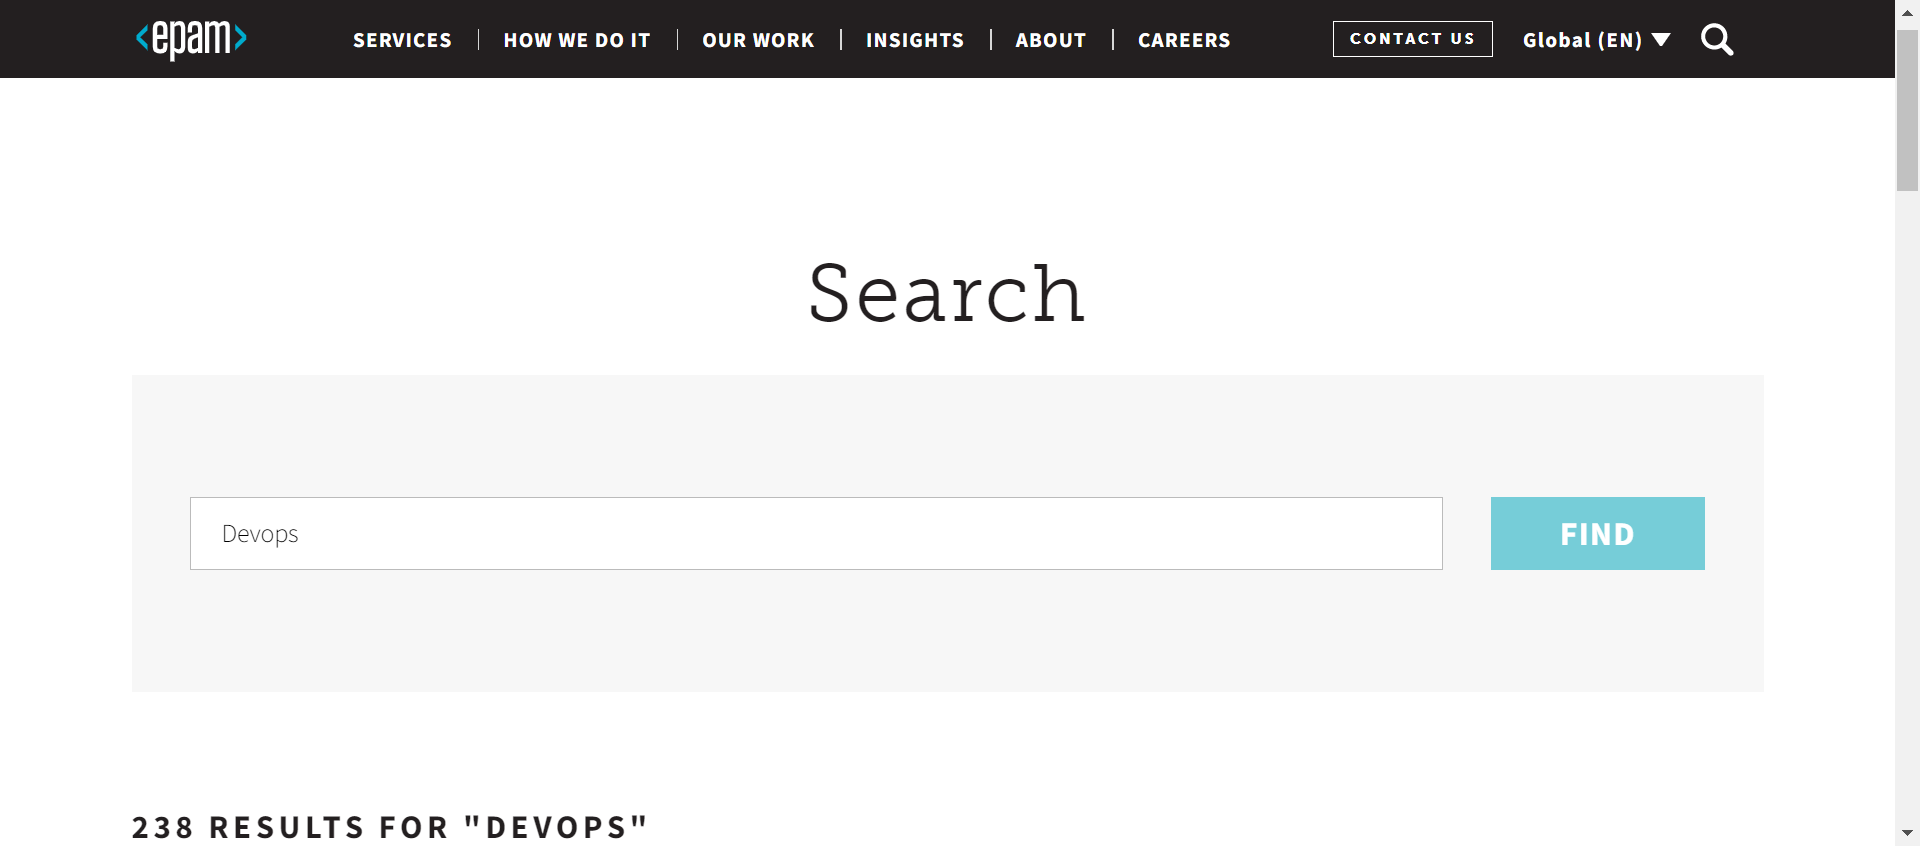 <epam> SERVICES HOW WE DO IT OUR WORK INSIGHTS ABOUT CAREERS CONTACT US Global (EN)
Search
Devops FIND
238 RESULTS FOR "DEVOPS"